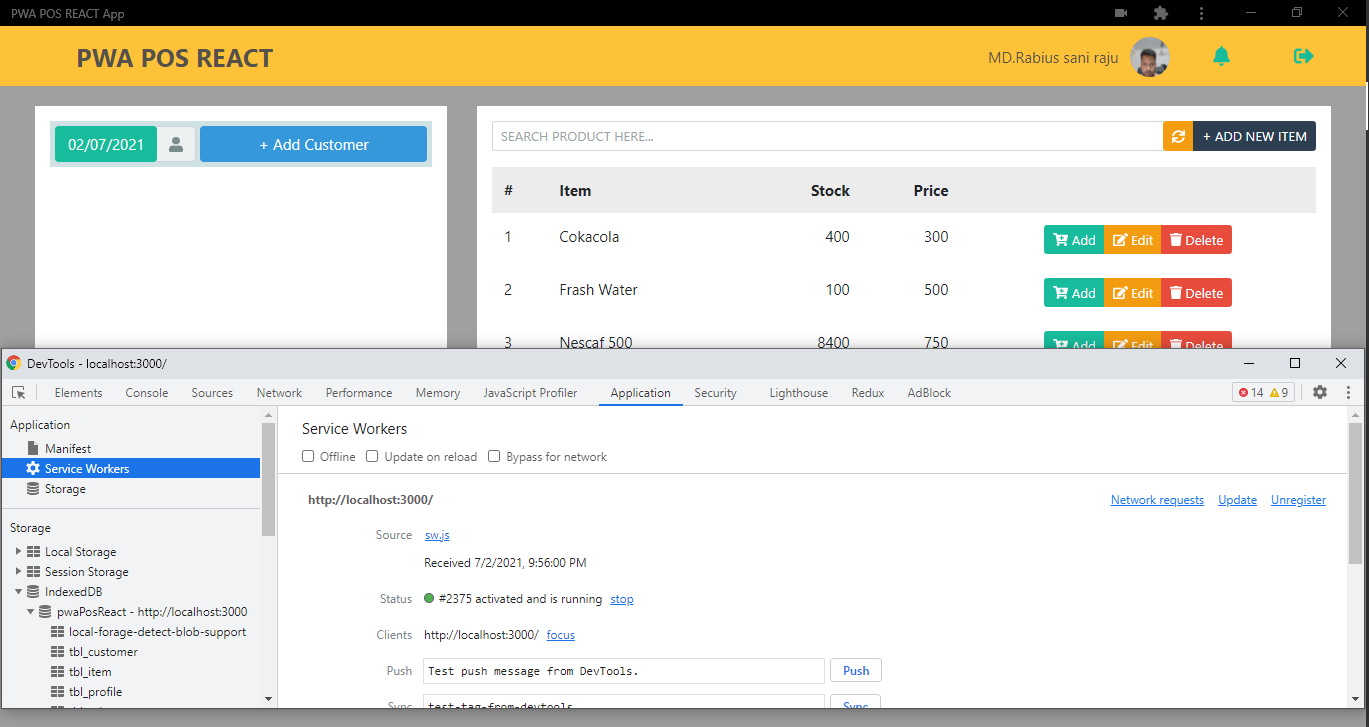 PWA POS REACT App
PWA POS REACT
MD.Rabius sani raju
02/07/2021
+ Add Customer
SEARCH PRODUCT HERE...
+ ADD NEW ITEM
# Item Stock Price
1 Cokacola 400 300 Add Edit Delete
2 Frash Water 100 500 Add Edit Delete
3 Nescaf 500 8400 750 Add Edit Delete
DevTools - localhost:3000/
Elements Console Sources Network Performance Memory JavaScript Profiler Application Security Lighthouse Redux AdBlock 14 9
Application
Manifest
Service Workers
Storage
Storage
Local Storage
Session Storage
IndexedDB
pwaPosReact - http://localhost:3000
local-forage-detect-blob-support
tbl_customer
tbl_item
tbl_profile
Service Workers
Offline Update on reload Bypass for network
http://localhost:3000/ Network requests Update Unregister
Source sw.js
Received 7/2/2021, 9:56:00 PM
Status #2375 activated and is running stop
Clients http://localhost:3000/ focus
Push Test push message from DevTools. Push
Sync test-tag-from-devtools Sync